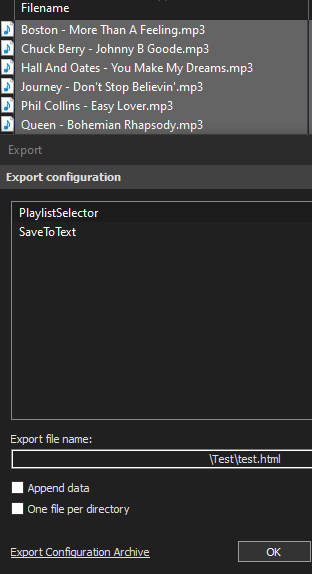 Filename
Boston - More Than A Feeling.mp3
Chuck Berry - Johnny B Goode.mp3
Hall And Oates - You Make My Dreams.mp3
Journey - Don't Stop Believin'.mp3
Phil Collins - Easy Lover.mp3
Queen - Bohemian Rhapsody.mp3
Export
Export configuration
PlaylistSelector
SaveToText
Export file name:
\Test\test.html
Append data
One file per directory
Export Configuration Archive
OK